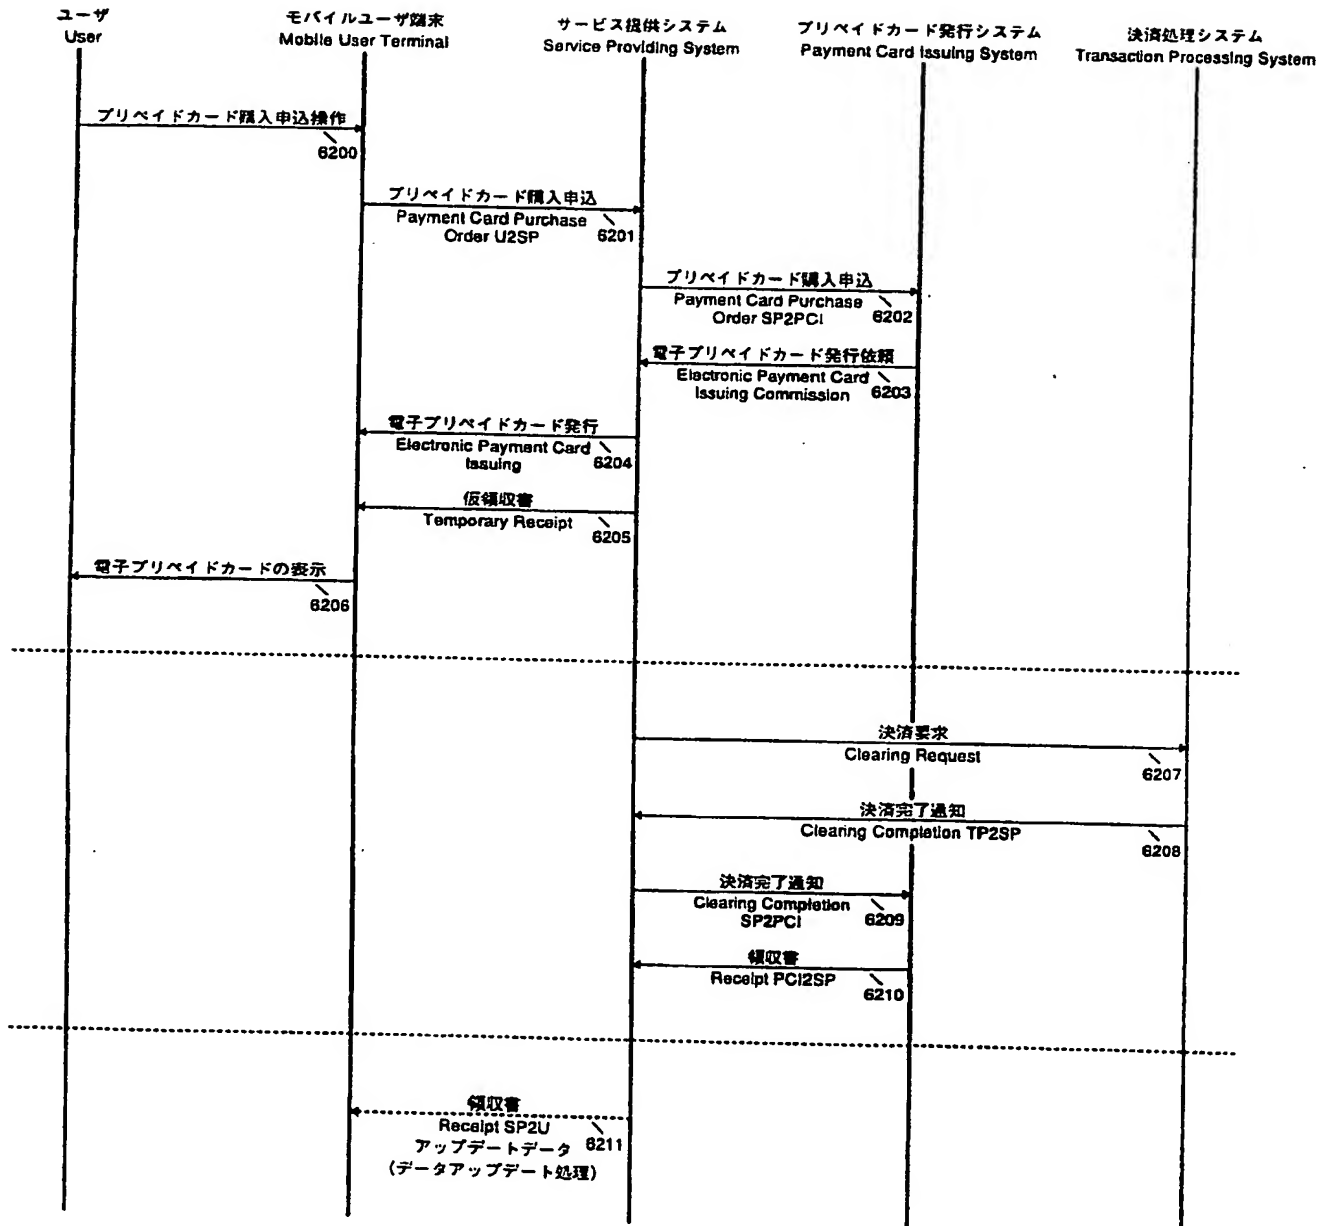 ユーザ
User
モバイルユーザ端末
Mobile User Terminal
サービス提供システム
Service Providing System
プリペイドカード発行システム
Payment Card Issuing System
決済処理システム
Transaction Processing System
プリペイドカード購入申込操作
6200
プリペイドカード購入申込
Payment Card Purchase
Order U2SP
6201
プリペイドカード購入申込
Payment Card Purchase
Order SP2PCI
6202
電子プリペイドカード発行依頼
Electronic Payment Card
Issuing Commission
6203
電子プリペイドカード発行
Electronic Payment Card
Issuing
6204
仮領収書
Temporary Receipt
6205
電子プリペイドカードの表示
6206
決済要求
Clearing Request
6207
決済完了通知
Clearing Completion TP2SP
6208
決済完了通知
Clearing Completion
SP2PCI
6209
領収書
Receipt PCI2SP
6210
領収書
Receipt SP2U
6211
アップデートデータ
(データアップデート処理)